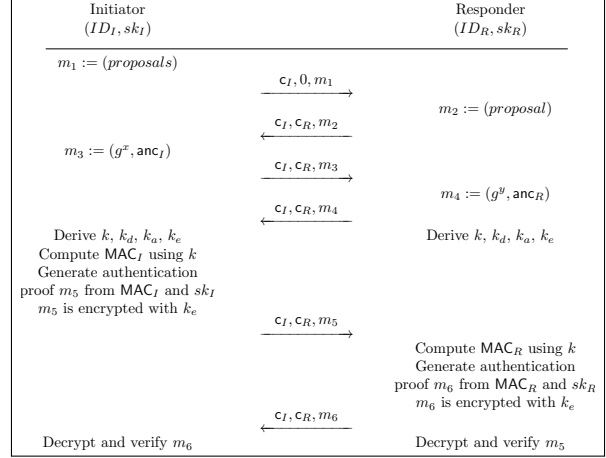 Initiator Responder
(ID_I, sk_I) (ID_R, sk_R)
m_1 := (proposals)
c_I, 0, m_1
m_2 := (proposal)
c_I, c_R, m_2
m_3 := (g^x, anc_I)
c_I, c_R, m_3
m_4 := (g^y, anc_R)
c_I, c_R, m_4
Derive k, k_d, k_a, k_e Derive k, k_d, k_a, k_e
Compute MAC_I using k
Generate authentication
proof m_5 from MAC_I and sk_I
m_5 is encrypted with k_e
c_I, c_R, m_5
Compute MAC_R using k
Generate authentication
proof m_6 from MAC_R and sk_R
m_6 is encrypted with k_e
c_I, c_R, m_6
Decrypt and verify m_6 Decrypt and verify m_5